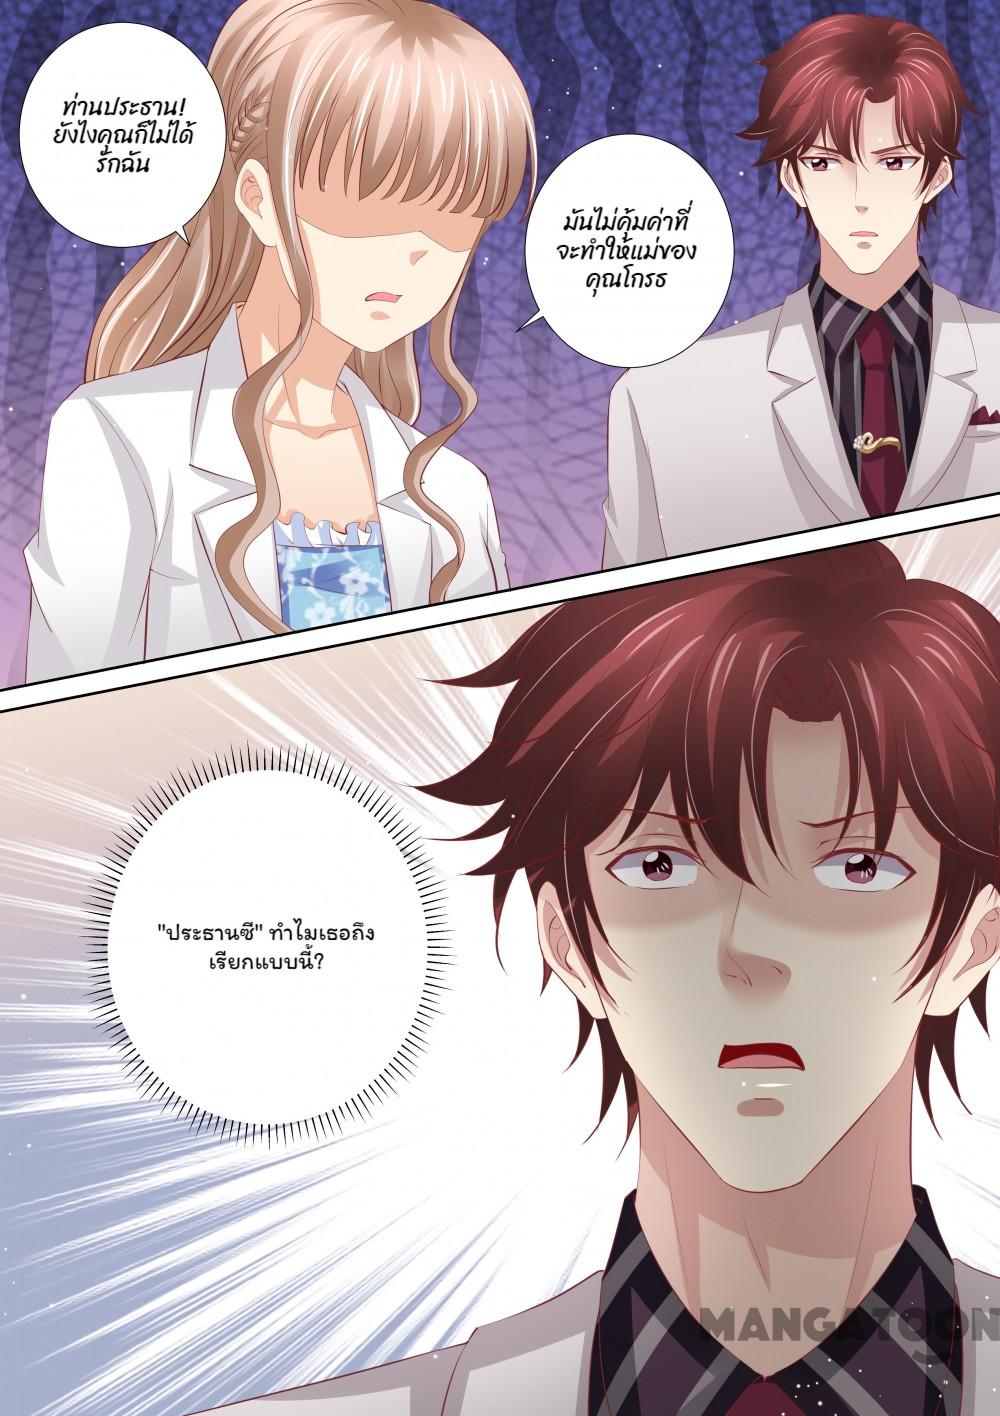 ท่านประธาน!
ยังไงคุณก็ไม่ได้
รักฉัน
มันไม่คุ้มค่าที่
จะทำให้แม่ของ
คุณโกรธ
"ประธานซี" ทำไมเธอถึง
เรียกแบบนี้?
MANGATOON